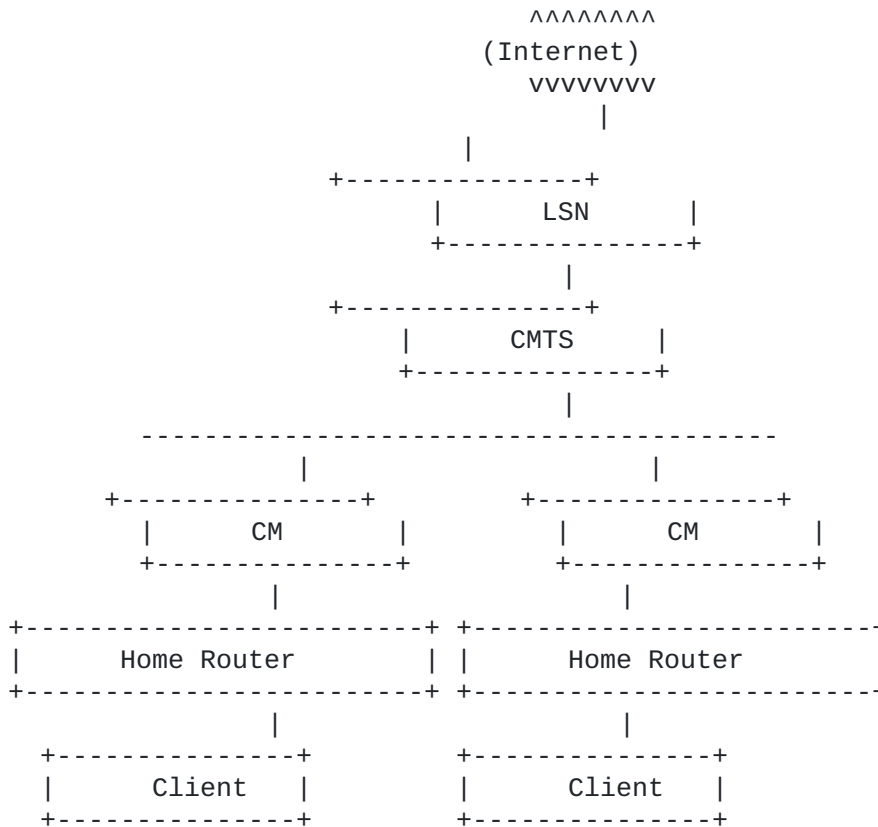 ^^^^^^^^
(Internet)
vvvvvvvv
|
|
+---------------+
| LSN |
+---------------+
|
+---------------+
| CMTS |
+---------------+
|
----------------------------------------
| |
+---------------+ +---------------+
| CM | | CM |
+---------------+ +---------------+
| |
+-------------------------+ +-------------------------+
| Home Router | | Home Router
+-------------------------+ +-------------------------+
| |
+---------------+ +---------------+
| Client | | Client |
+---------------+ +---------------+